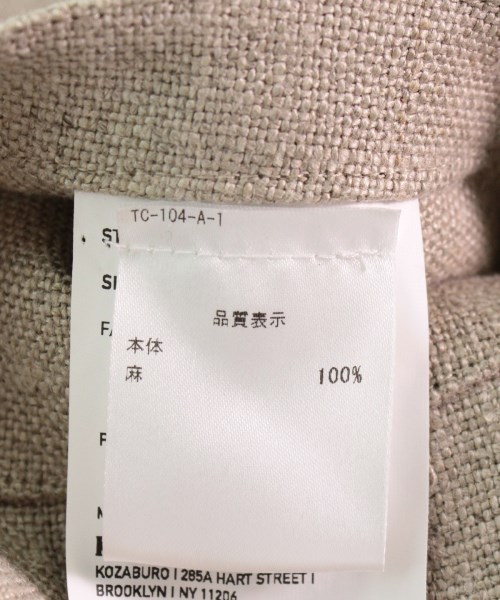 TC-104-A-1
品質表示
本体
麻 100%
KOZABURO | 285A HART STREET |
BROOKLYN | NY 11206